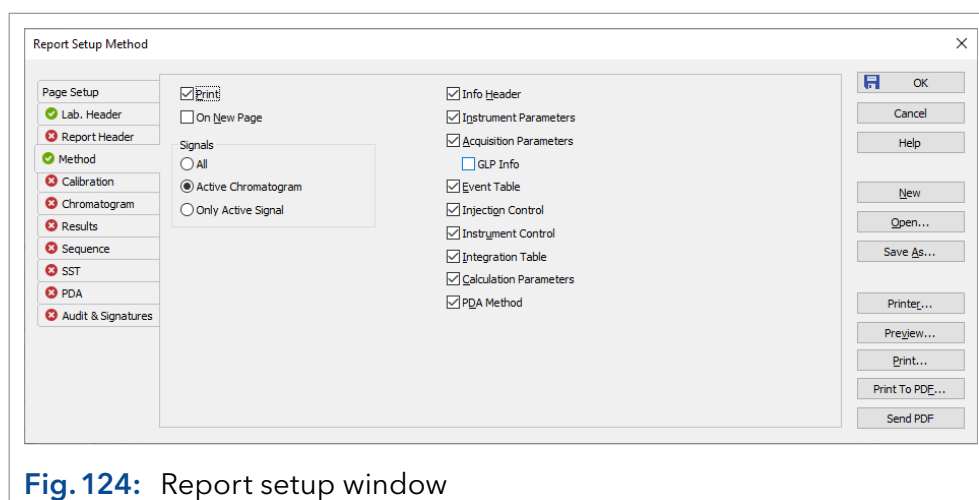 Report Setup Method
Page Setup
Lab. Header
Report Header
Method
Calibration
Chromatogram
Results
Sequence
SST
PDA
Audit & Signatures
Print
On New Page
Signals
All
Active Chromatogram
Only Active Signal
Info Header
Instrument Parameters
Acquisition Parameters
GLP Info
Event Table
Injection Control
Instrument Control
Integration Table
Calculation Parameters
PDA Method
OK
Cancel
Help
New
Open...
Save As...
Printer...
Preview...
Print...
Print To PDF...
Send PDF
Fig. 124: Report setup window